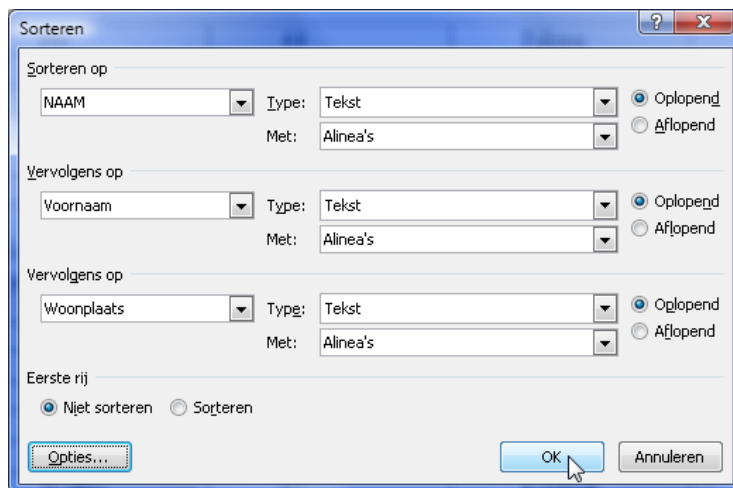 Sorteren
Sorteren op
NAAM Type: Tekst Oplopend
Aflopend
Met: Alinea's
Vervolgens op
Voornaam Type: Tekst Oplopend
Aflopend
Met: Alinea's
Vervolgens op
Woonplaats Type: Tekst Oplopend
Aflopend
Met: Alinea's
Eerste rij
Niet sorteren Sorteren
Opties... OK Annuleren